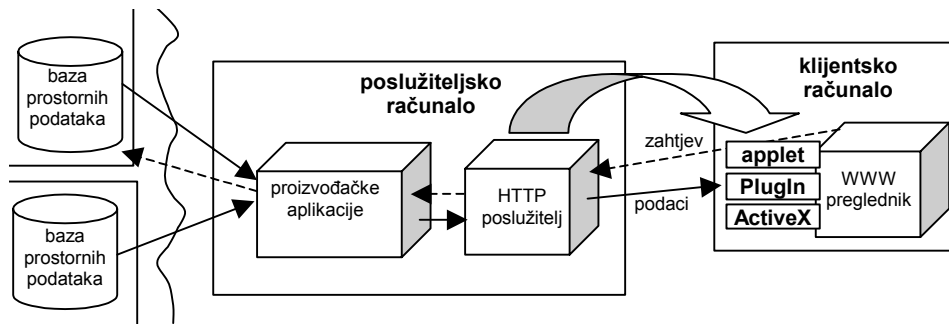 baza
prostornih
podataka
baza
prostornih
podataka
poslužiteljsko
računalo
proizvođačke
aplikacije
HTTP
poslužitelj
zahtjev
podaci
klijentsko
računalo
applet
PlugIn
ActiveX
WWW
preglednik